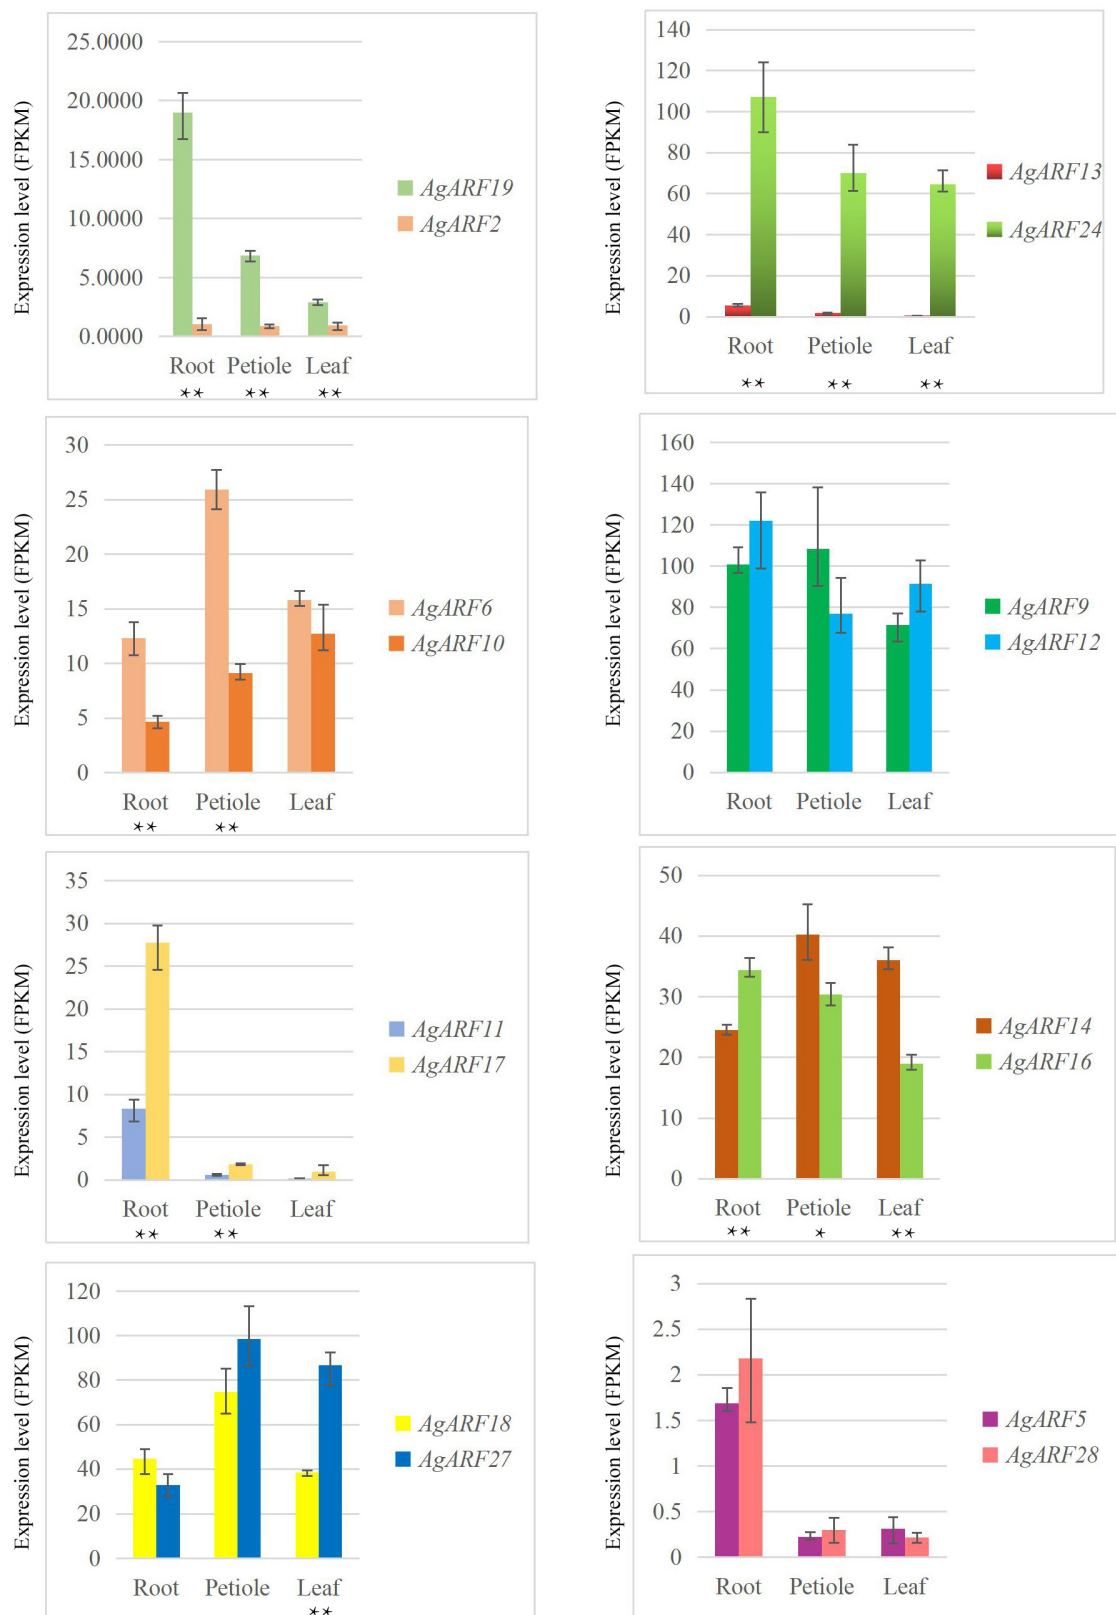 Expression level (FPKM)
25.0000
20.0000
15.0000
10.0000
5.0000
0.0000
Root Petiole Leaf
** ** **
AgARF19
AgARF2
Expression level (FPKM)
140
120
100
80
60
40
20
0
Root Petiole Leaf
** ** **
AgARF13
AgARF24
Expression level (FPKM)
30
25
20
15
10
5
0
Root Petiole Leaf
** **
AgARF6
AgARF10
Expression level (FPKM)
160
140
120
100
80
60
40
20
0
Root Petiole Leaf
AgARF9
AgARF12
Expression level (FPKM)
35
30
25
20
15
10
5
0
Root Petiole Leaf
** **
AgARF11
AgARF17
Expression level (FPKM)
50
40
30
20
10
0
Root Petiole Leaf
** * **
AgARF14
AgARF16
Expression level (FPKM)
120
100
80
60
40
20
0
Root Petiole Leaf
**
AgARF18
AgARF27
Expression level (FPKM)
3
2.5
2
1.5
1
0.5
0
Root Petiole Leaf
AgARF5
AgARF28